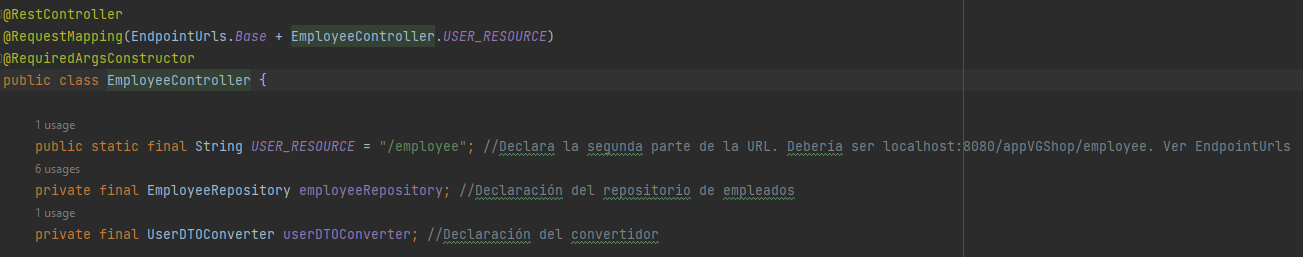 @RestController
@RequestMapping(EndpointUrls.Base + EmployeeController.USER_RESOURCE)
@RequiredArgsConstructor
public class EmployeeController {
1 usage
public static final String USER_RESOURCE = "/employee"; //Declara la segunda parte de la URL. Debería ser localhost:8080/appVGShop/employee. Ver EndpointUrls
6 usages
private final EmployeeRepository employeeRepository; //Declaración del repositorio de empleados
1 usage
private final UserDTOConverter userDTOConverter; //Declaración del convertidor